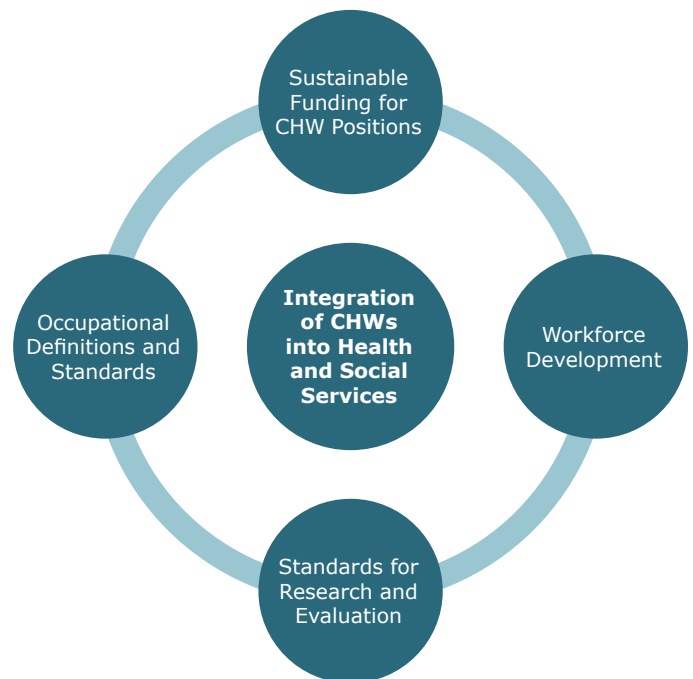 Sustainable
Funding for
CHW Positions
Integration
of CHWs
into Health
and Social
Services
Occupational
Definitions and
Standards
Workforce
Development
Standards for
Research and
Evaluation